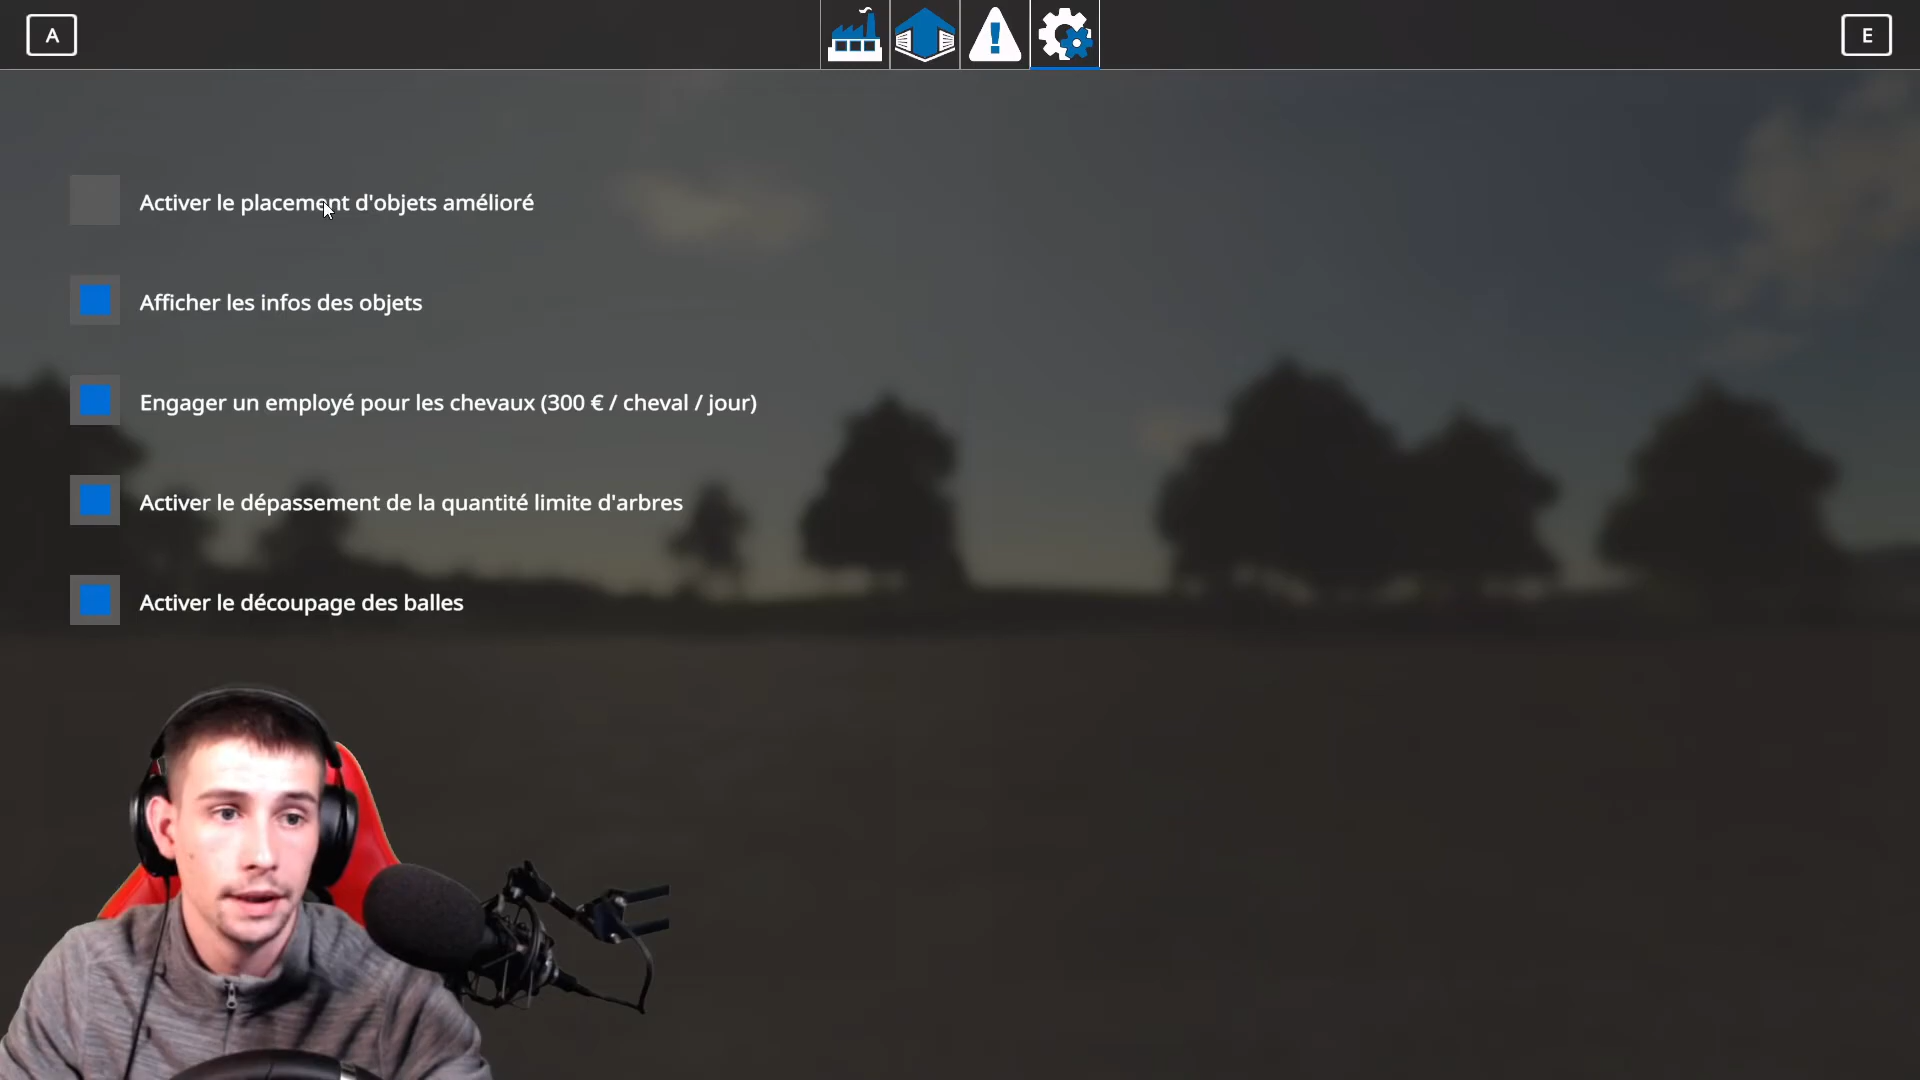 A
E
Activer le placement d'objets amélioré
Afficher les infos des objets
Engager un employé pour les chevaux (300 € / cheval / jour)
Activer le dépassement de la quantité limite d'arbres
Activer le découpage des balles